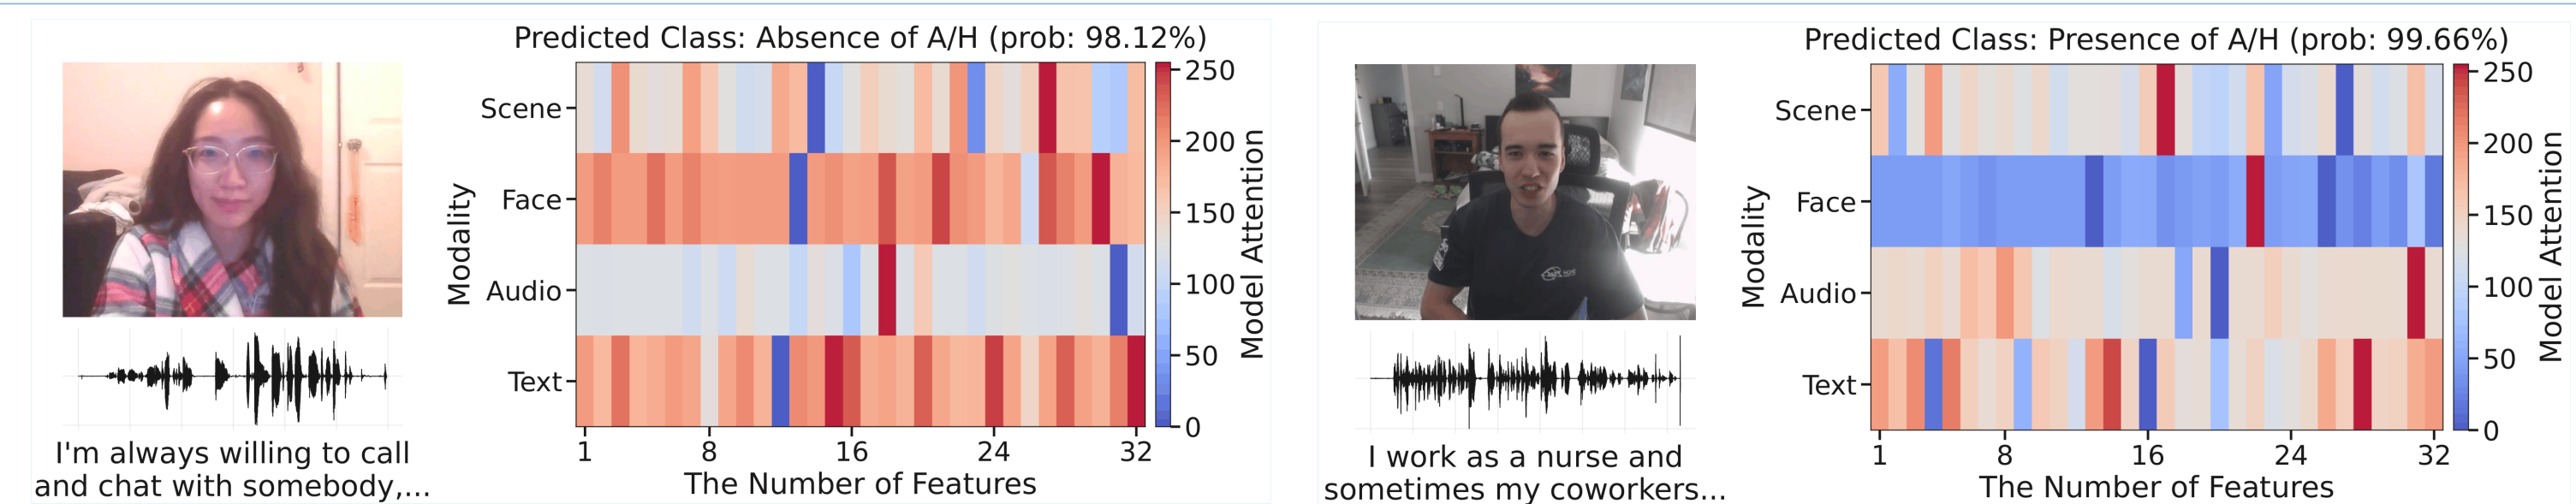 Predicted Class: Absence of A/H (prob: 98.12%)
Scene
Face
Audio
Text
Modality
1 8 16 24 32
The Number of Features
250
200
150
100
50
0
Model Attention
I'm always willing to call
and chat with somebody,...
Predicted Class: Presence of A/H (prob: 99.66%)
Scene
Face
Audio
Text
Modality
1 8 16 24 32
The Number of Features
250
200
150
100
50
0
Model Attention
I work as a nurse and
sometimes my coworkers...